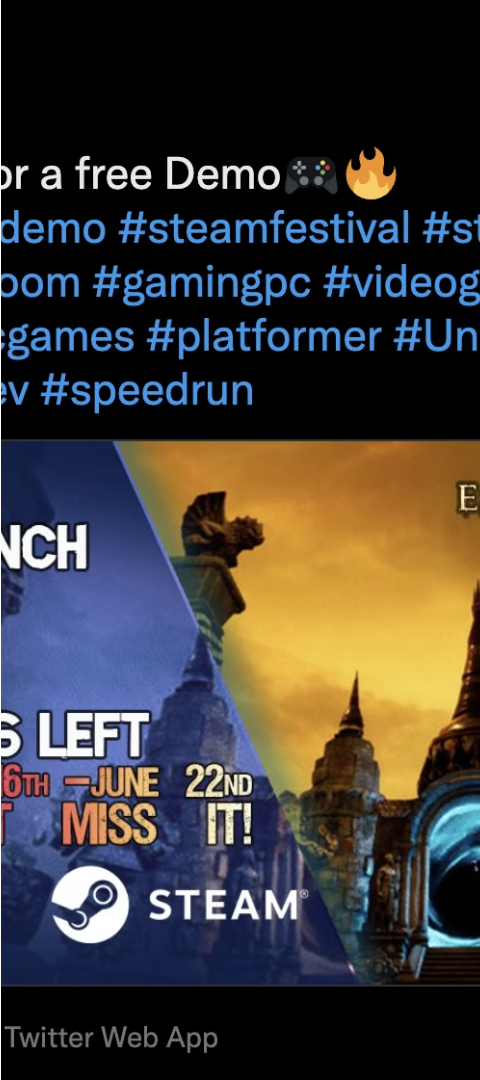 or a free Demo🎮🔥
demo #steamfestival #st
oom #gamingpc #videog
cgames #platformer #Un
ev #speedrun
E
NCH
S LEFT
6TH –JUNE 22ND
T MISS IT!
STEAM®
Twitter Web App